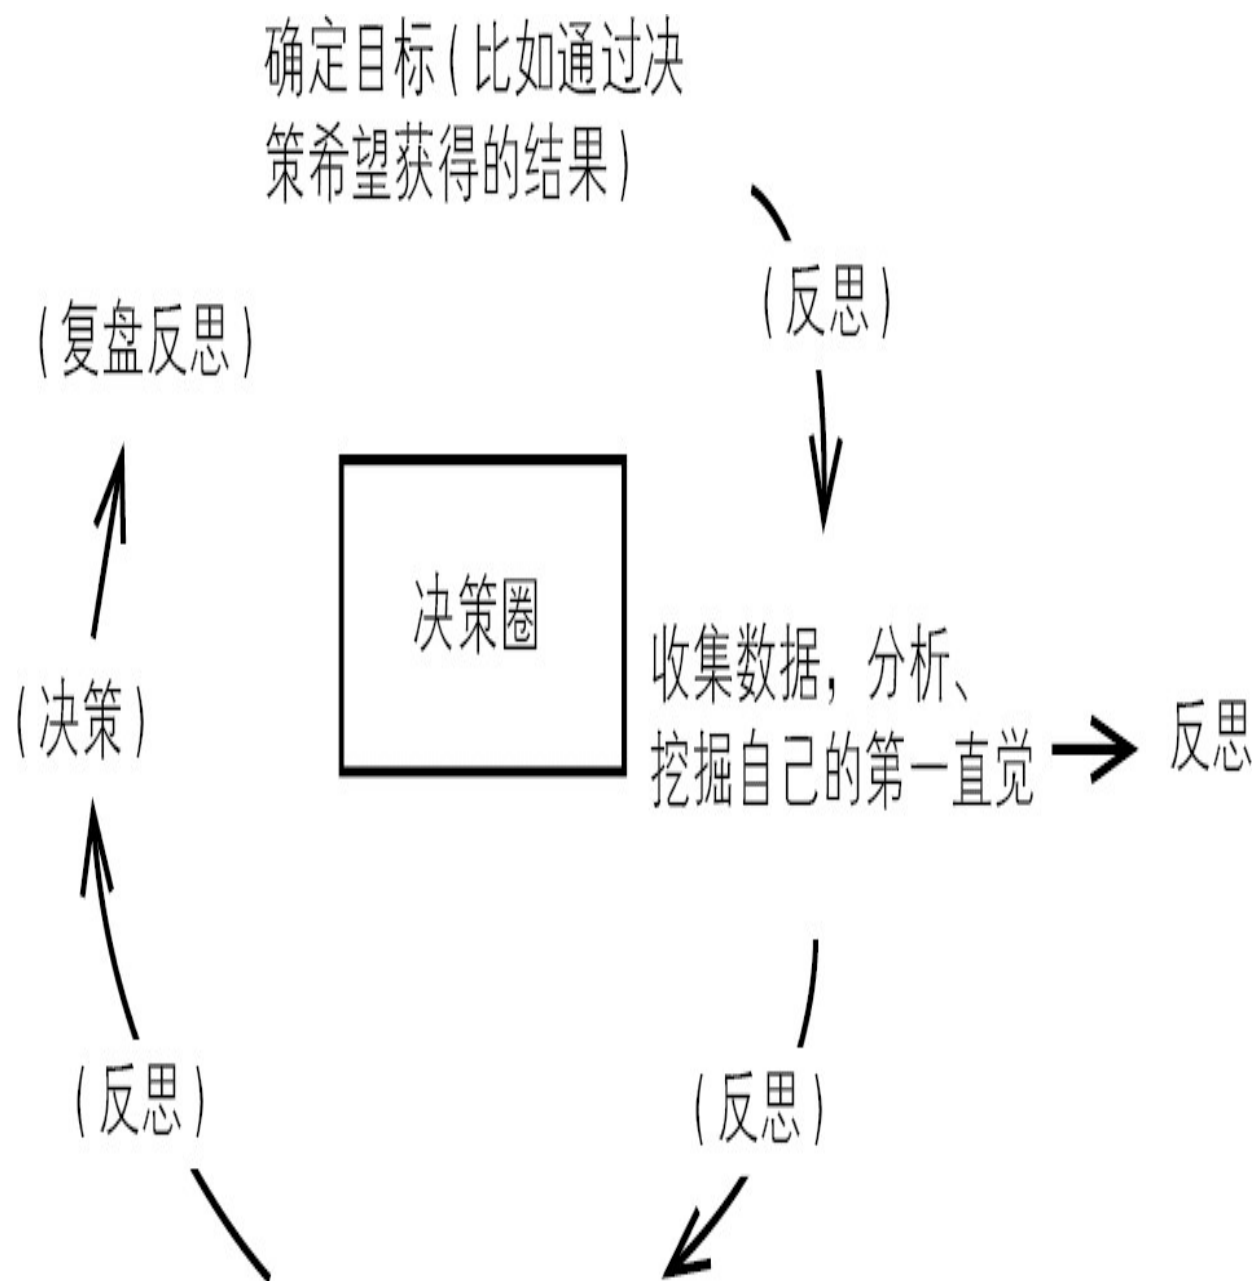 确定目标（比如通过决
策希望获得的结果）
（反思）
（复盘反思）
决策圈
收集数据，分析、
挖掘自己的第一直觉
反思
（决策）
（反思）
（反思）